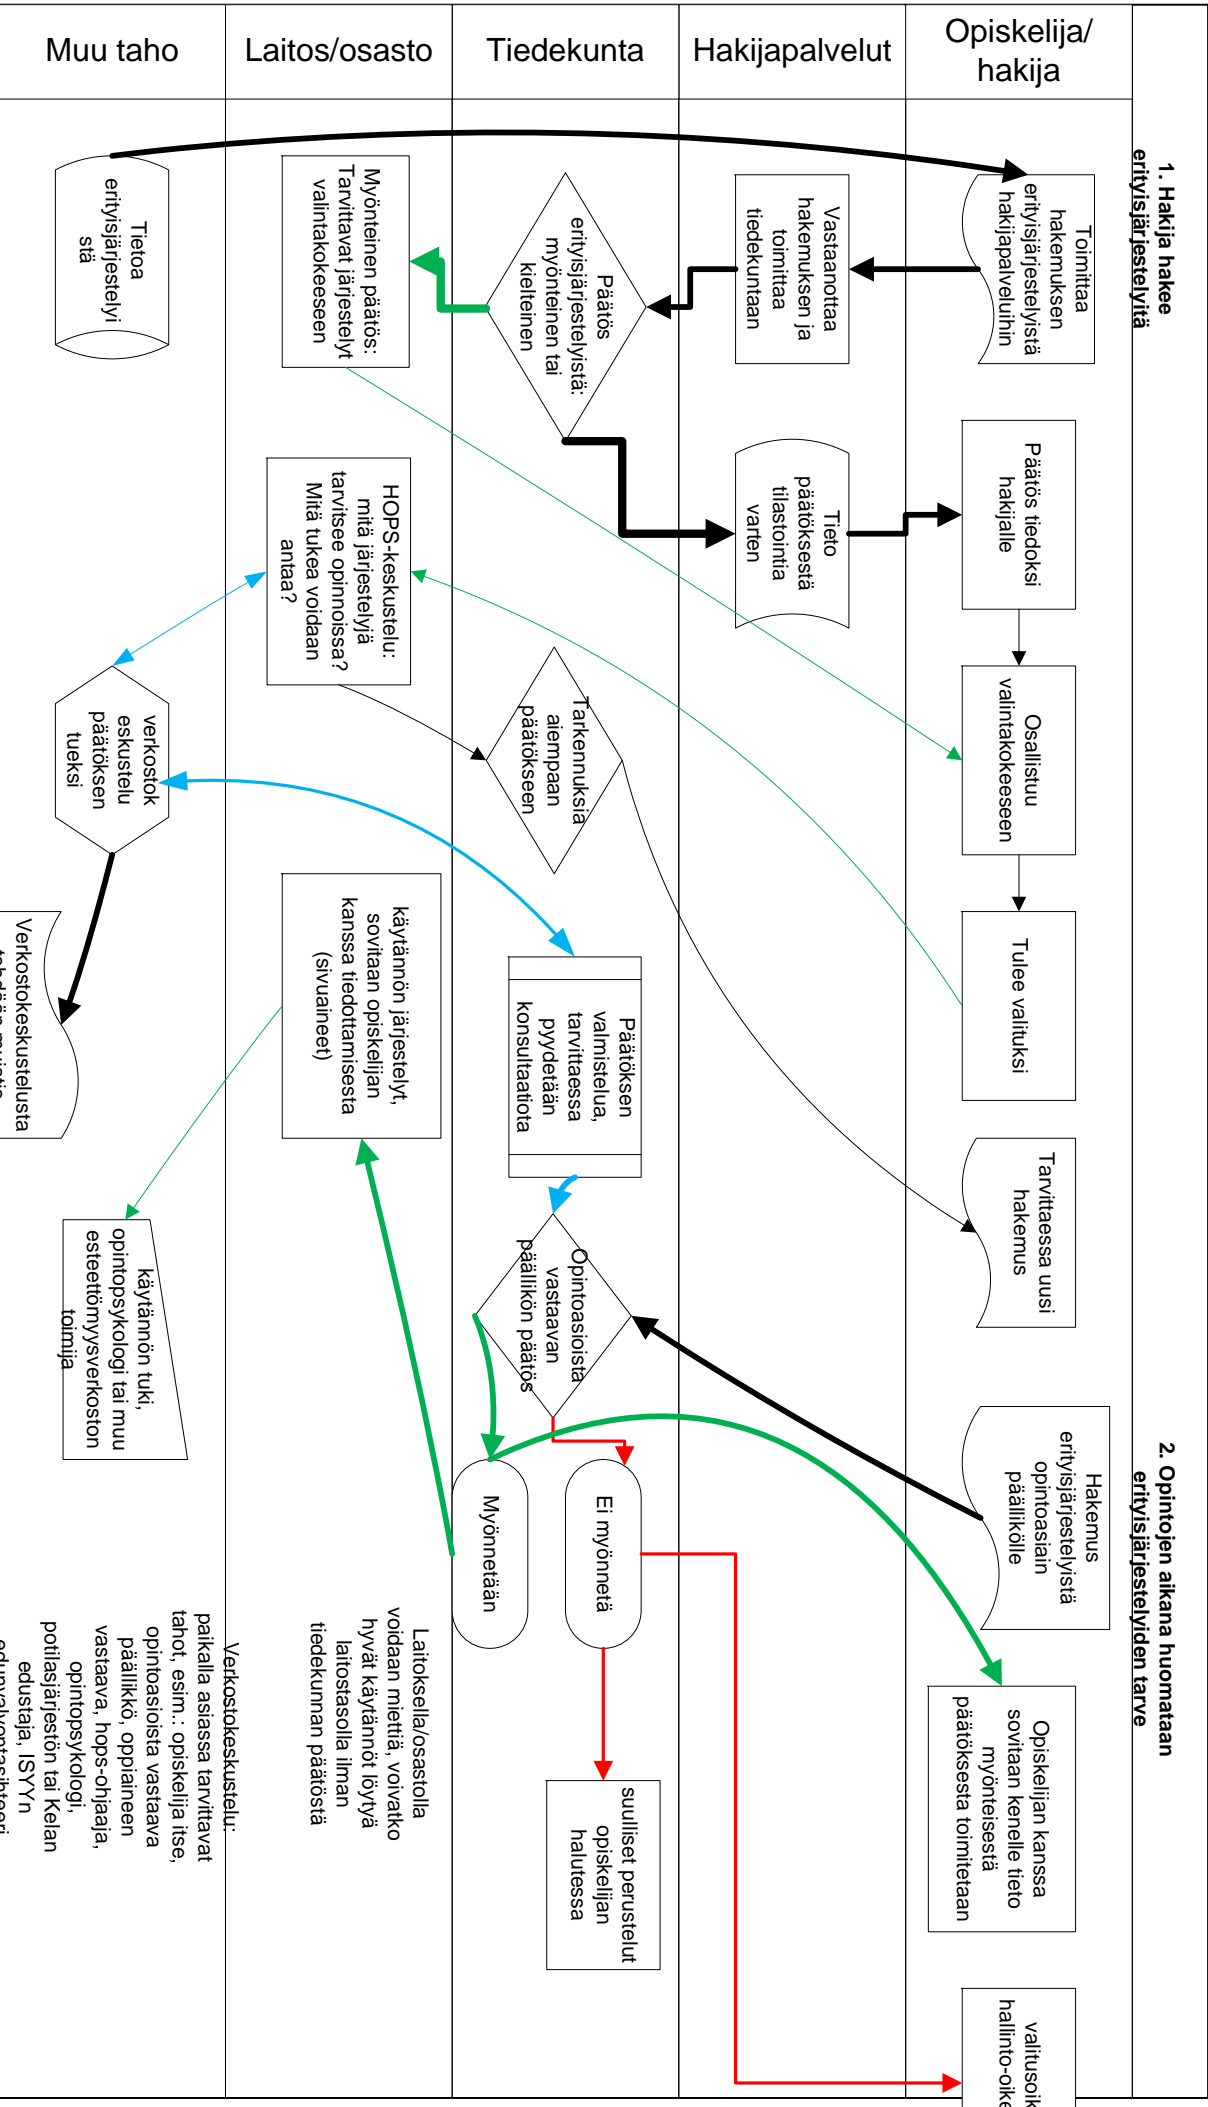 Muu taho
Laitos/osasto
Tiedekunta
Hakijapalvelut
Opiskelija/
hakija
1. Hakija hakee
erityisjärjestelyitä
2. Opintojen aikana huomataan
erityisjärjestelyiden tarve
Toimittaa
hakemuksen
erityisjärjestelyistä
hakijapalveluihin
Päätös tiedoksi
hakijalle
Osallistuu
valintakokeeseen
Tulee valituksi
Tarvittaessa uusi
hakemus
Hakemus
erityisjärjestelyistä
opintoasiain
päällikölle
Opiskelijan kanssa
sovitaan kenelle tieto
myönteisestä
päätöksestä toimitetaan
valitusoik
hallinto-oike
Vastaanottaa
hakemuksen ja
toimittaa
tiedekuntaan
Tieto
päätöksestä
tilastointia
varten
Päätös
erityisjärjestelyistä:
myönteinen tai
kielteinen
Tarkennuksia
aiempaan
päätökseen
Päätöksen
valmistelua,
tarvittaessa
pyydetään
konsultaatiota
Opintoasioista
vastaavan
päällikön päätös
Ei myönnetä
Myönnetään
suulliset perustelut
opiskelijan
halutessa
Myönteinen päätös:
Tarvittavat järjestelyt
valintakokeeseen
HOPS-keskustelu:
mitä järjestelyjä
tarvitsee opinnoissa?
Mitä tukea voidaan
antaa?
käytännön järjestelyt,
sovitaan opiskelijan
kanssa tiedottamisesta
(sivuaineet)
Laitoksella/osastolla
voidaan miettiä, voivatko
hyvät käytännöt löytyä
laitostasolla ilman
tiedekunnan päätöstä
Tietoa
erityisjärjestelyi
stä
verkostok
eskustelu
päätöksen
tueksi
Verkostokeskustelusta
käytännön tuki,
opintopsykologi tai muu
esteettömyysverkoston
toimija
Verkostokeskustelu:
paikalla asiassa tarvittavat
tahot, esim.: opiskelija itse,
opintoasioista vastaava
päällikkö, oppiaineen
vastaava, hops-ohjaaja,
opintopsykologi,
potilasjärjestön tai Kelan
edustaja, ISYYn